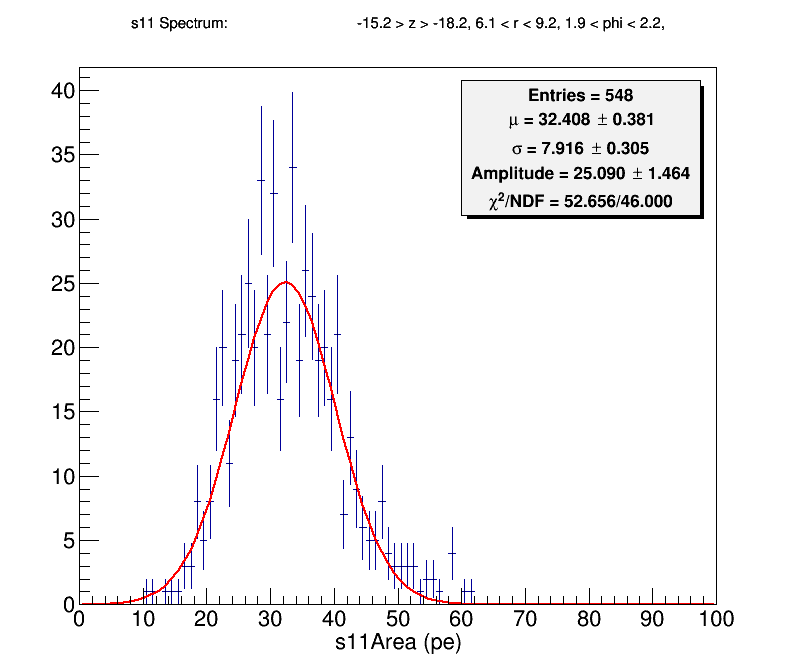 s11 Spectrum: -15.2 > z > -18.2, 6.1 < r < 9.2, 1.9 < phi < 2.2,
Entries = 548
μ = 32.408 ± 0.381
σ = 7.916 ± 0.305
Amplitude = 25.090 ± 1.464
χ²/NDF = 52.656/46.000
40
35
30
25
20
15
10
5
0
0 10 20 30 40 50 60 70 80 90 100
s11Area (pe)